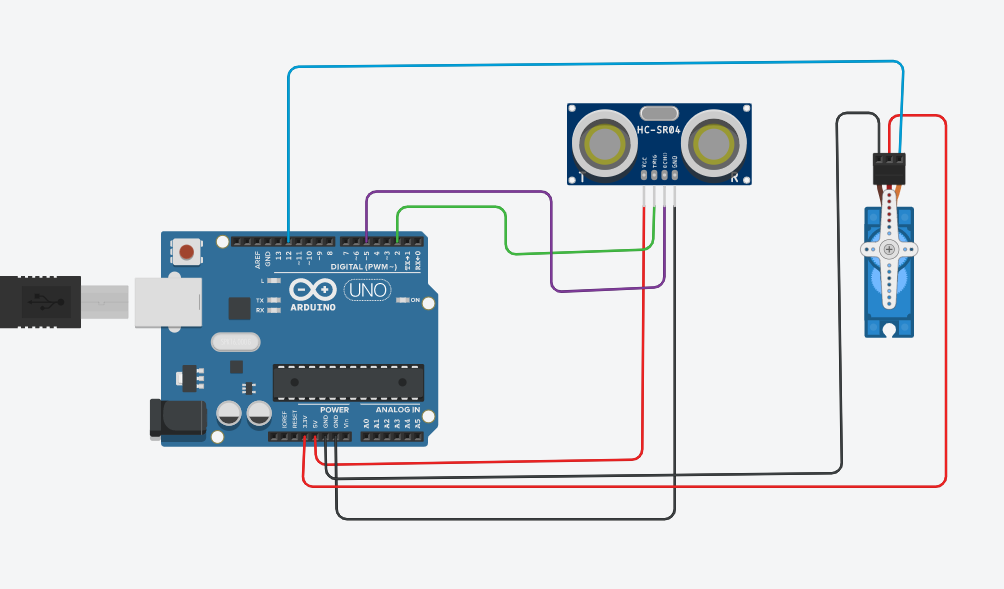 HC-SR04
VCC
TRIG
ECHO
GND
T
R
AREF
GND
13
12
~11
~10
~9
8
7
~6
~5
4
~3
2
TX→1
RX←0
DIGITAL (PWM~)
L
TX
RX
ARDUINO
UNO
ON
POWER
ANALOG IN
IOREF
RESET
3.3V
5V
GND
GND
Vin
A0
A1
A2
A3
A4
A5